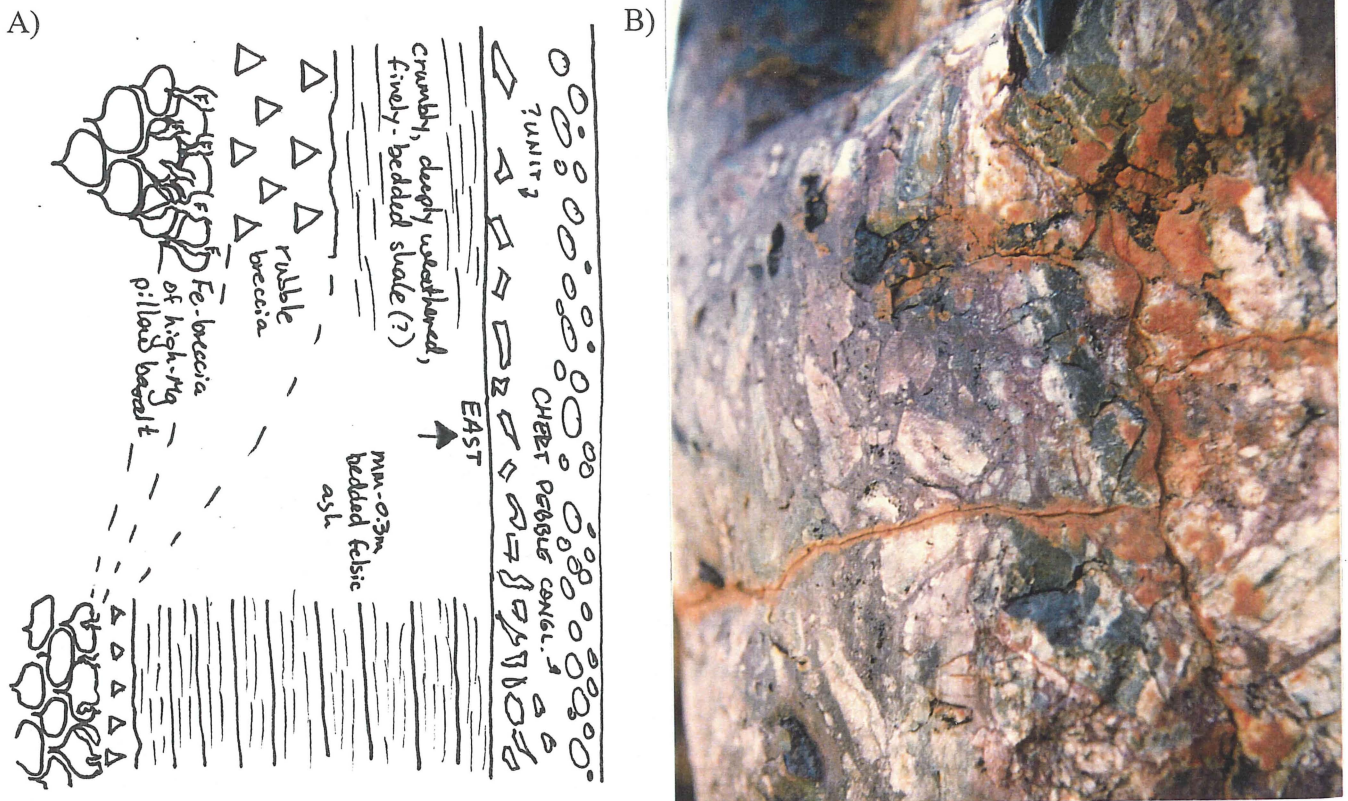 A)
B)
crumbly, deeply weathered,
finely-bedded shale(?)
?UNIT?
rubble
breccia
Fe-breccia
of high-Mg
pillow basalt
EAST
mm-0.3m
bedded felsic
ash
CHERT PEBBLE CONGL.
F
F
F
F
F